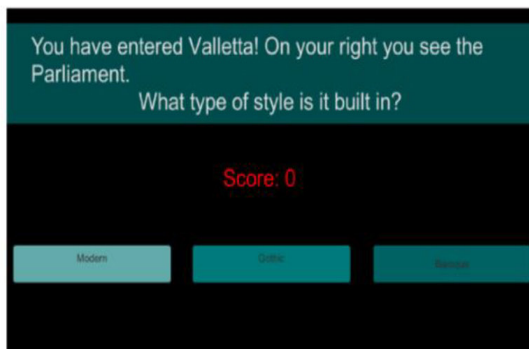 You have entered Valletta! On your right you see the
Parliament.
What type of style is it built in?
Score: 0
Modern
Gothic
Baroque